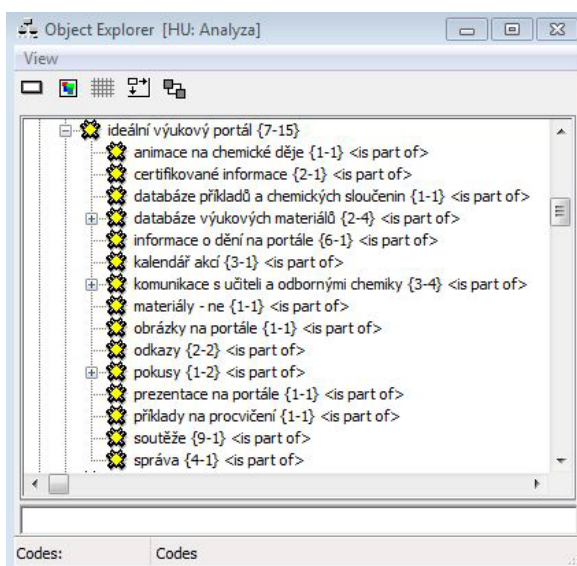 Object Explorer [HU: Analyza]
View
ideální výukový portál {7-15}
animace na chemické děje {1-1} <is part of>
certifikované informace {2-1} <is part of>
databáze příkladů a chemických sloučenin {1-1} <is part of>
databáze výukových materiálů {2-4} <is part of>
informace o dění na portále {6-1} <is part of>
kalendář akcí {3-1} <is part of>
komunikace s učiteli a odbornými chemiky {3-4} <is part of>
materiály - ne {1-1} <is part of>
obrázky na portále {1-1} <is part of>
odkazy {2-2} <is part of>
pokusy {1-2} <is part of>
prezentace na portále {1-1} <is part of>
příklady na procvičení {1-1} <is part of>
soutěže {9-1} <is part of>
správa {4-1} <is part of>
Codes: Codes